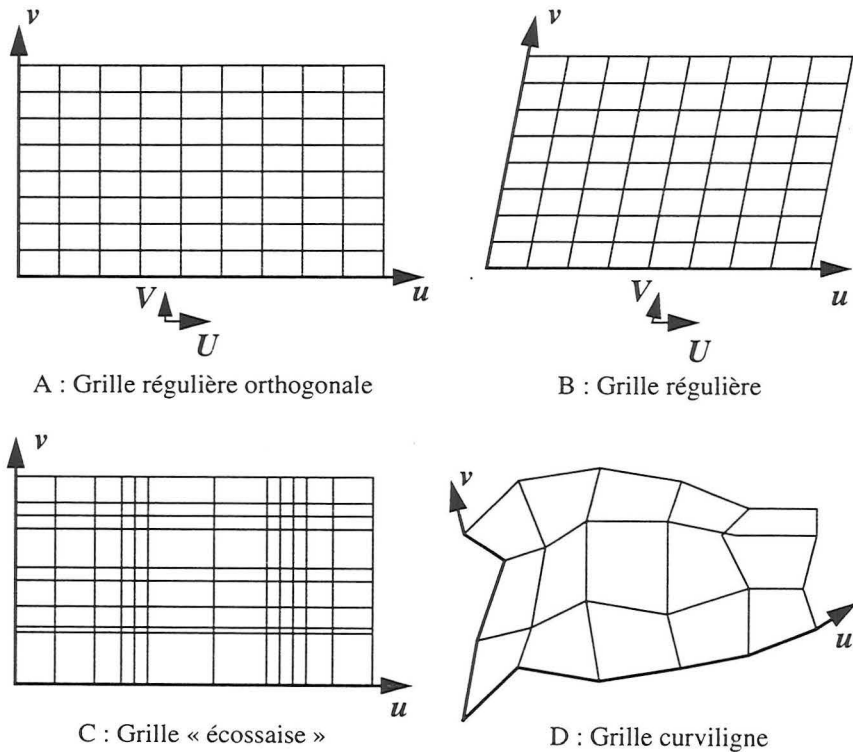 v
v
u
u
V
U
V
U
A : Grille régulière orthogonale
B : Grille régulière
v
v
u
u
C : Grille « écossaise »
D : Grille curviligne